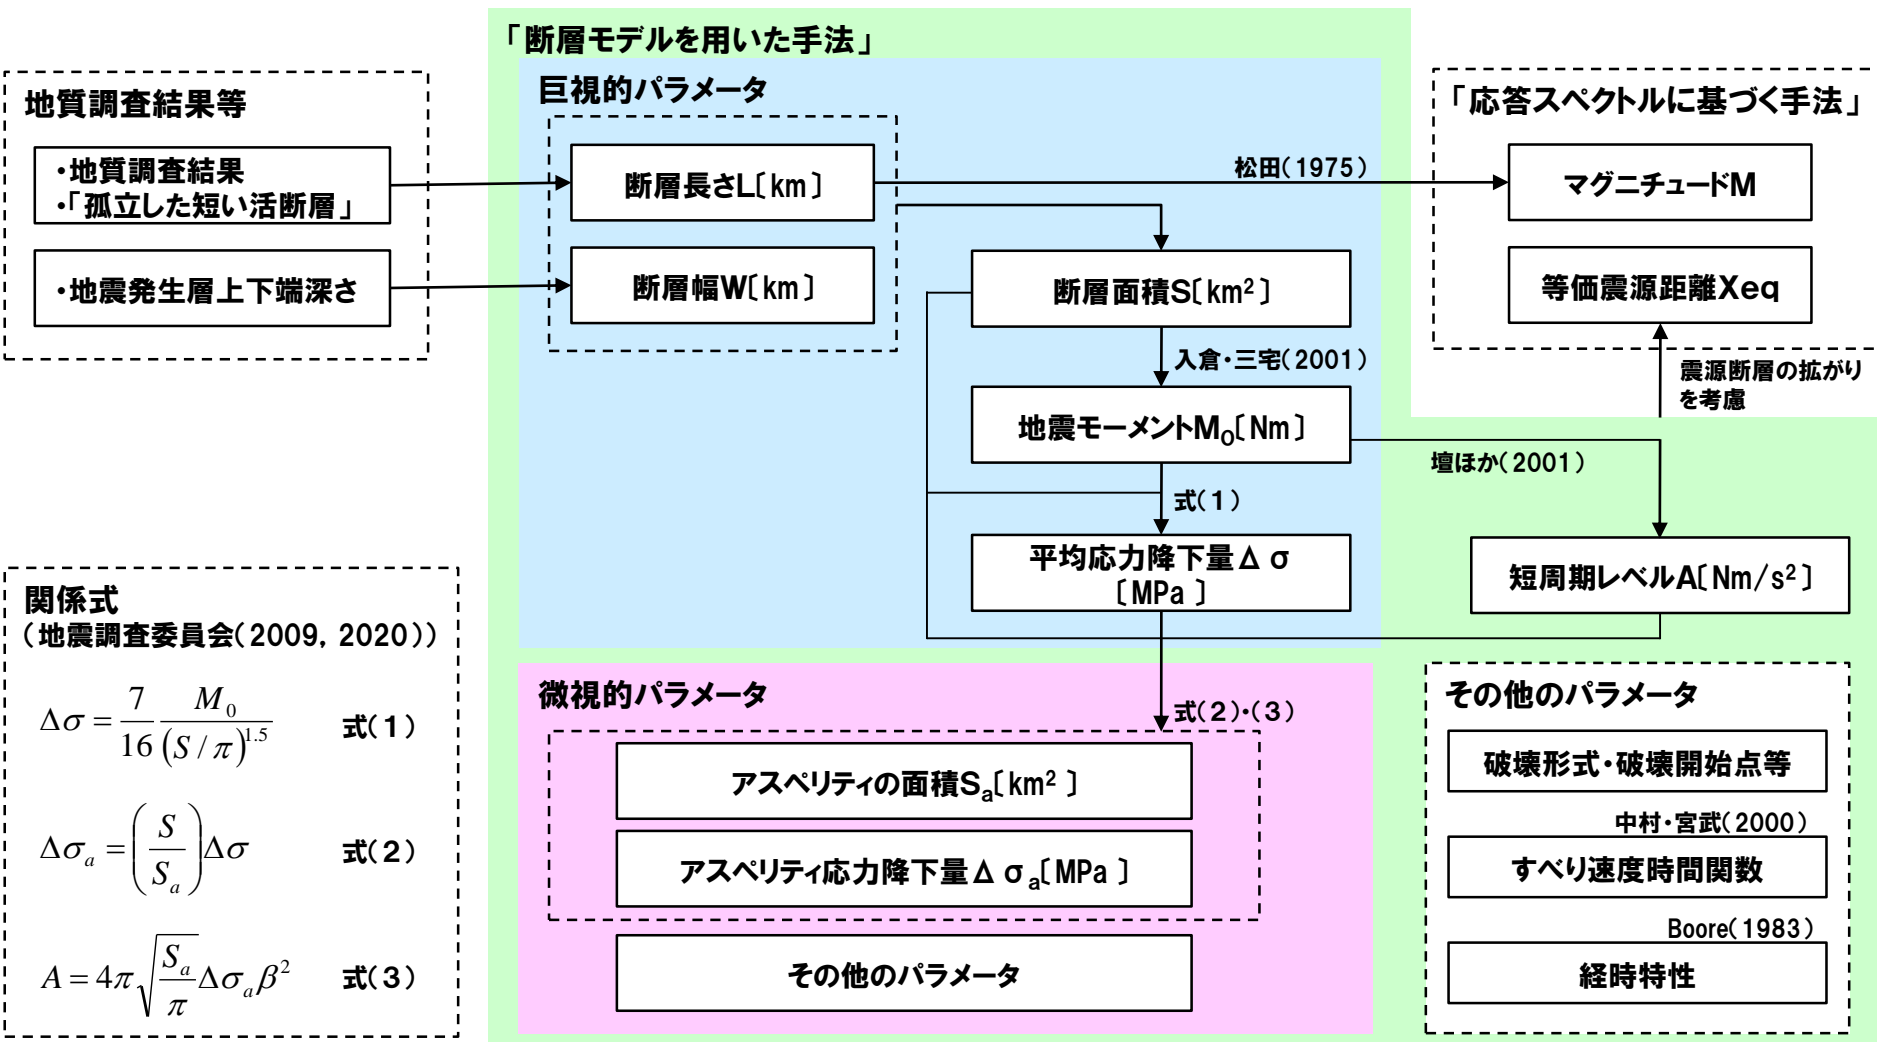 「断層モデルを用いた手法」
地質調査結果等
・地質調査結果
・「孤立した短い活断層」
・地震発生層上下端深さ
巨視的パラメータ
断層長さL〔km〕
断層幅W〔km〕
松田(1975)
断層面積S〔km²〕
入倉・三宅(2001)
地震モーメントM₀〔Nm〕
式(1)
平均応力降下量Δσ
〔MPa〕
「応答スペクトルに基づく手法」
マグニチュードM
等価震源距離Xeq
震源断層の拡がり
を考慮
壇ほか(2001)
短周期レベルA〔Nm/s²〕
関係式
(地震調査委員会(2009, 2020))
Δσ = 7/16 M₀/(S/π)^1.5 式(1)
Δσₐ = (S/Sₐ)Δσ 式(2)
A = 4π√(Sₐ/π)Δσₐβ² 式(3)
微視的パラメータ
式(2)・(3)
アスペリティの面積Sₐ〔km²〕
アスペリティ応力降下量Δσₐ〔MPa〕
その他のパラメータ
その他のパラメータ
破壊形式・破壊開始点等
中村・宮武(2000)
すべり速度時間関数
Boore(1983)
経時特性